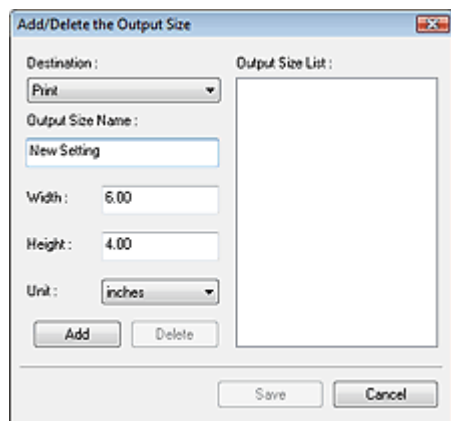 Add/Delete the Output Size
Destination :
Print
Output Size Name :
New Setting
Width :
6.00
Height :
4.00
Unit :
inches
Add
Delete
Output Size List :
Save
Cancel